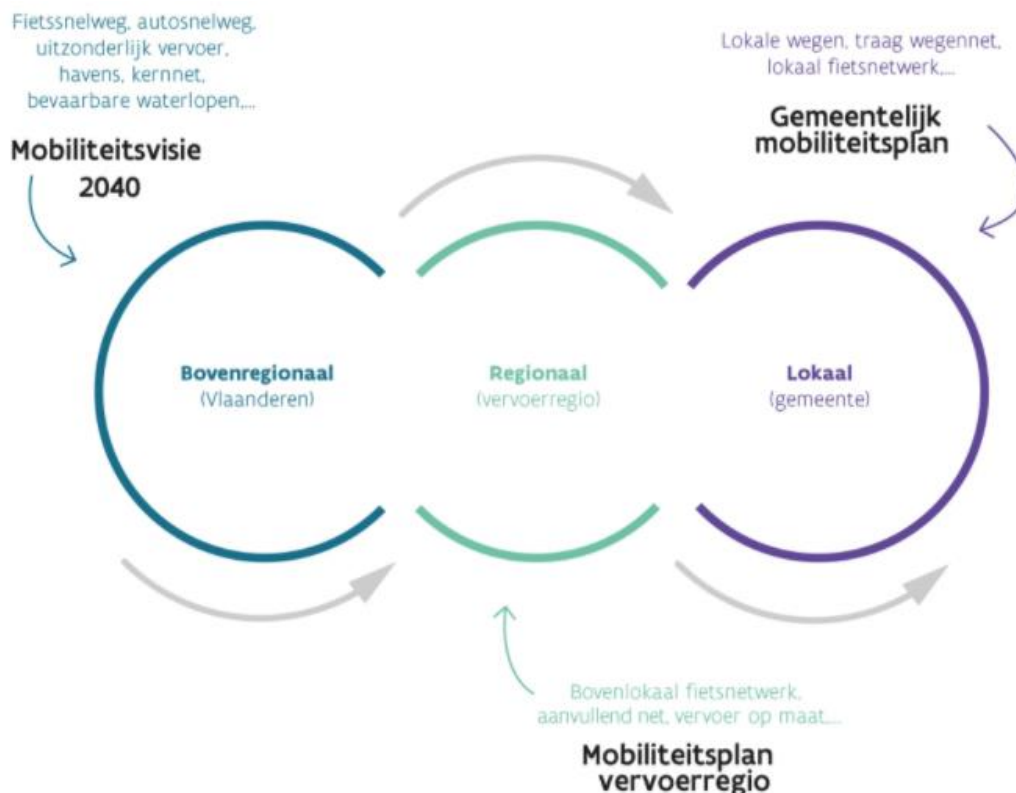 Fietssnelweg, autosnelweg,
uitzonderlijk vervoer,
havens, kernnet,
bevaarbare waterlopen,...
Mobiliteitsvisie
2040
Lokale wegen, traag wegennet,
lokaal fietsnetwerk,...
Gemeentelijk
mobiliteitsplan
Bovenregionaal
(Vlaanderen)
Regionaal
(vervoerregio)
Lokaal
(gemeente)
Bovenlokaal fietsnetwerk,
aanvullend net, vervoer op maat,...
Mobiliteitsplan
vervoerregio